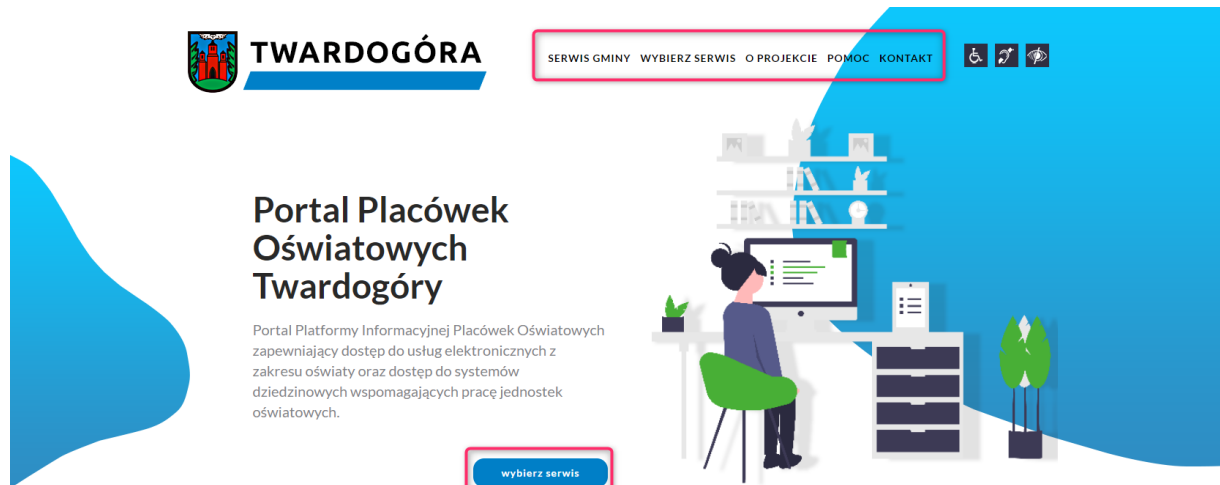 TWARDOGÓRA
SERWIS GMINY WYBIERZ SERWIS O PROJEKCIE POMOC KONTAKT
Portal Placówek
Oświatowych
Twardogóry
Portal Platformy Informacyjnej Placówek Oświatowych
zapewniający dostęp do usług elektronicznych z
zakresu oświaty oraz dostęp do systemów
dziedzinowych wspomagających pracę jednostek
oświatowych.
wybierz serwis